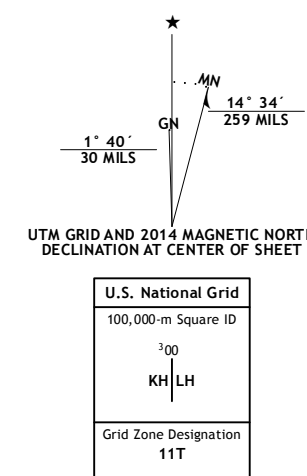 ★
MN
GN
14° 34´
259 MILS
1° 40´
30 MILS
UTM GRID AND 2014 MAGNETIC NORTH
DECLINATION AT CENTER OF SHEET
U.S. National Grid
100,000-m Square ID
³00
KH LH
Grid Zone Designation
11T